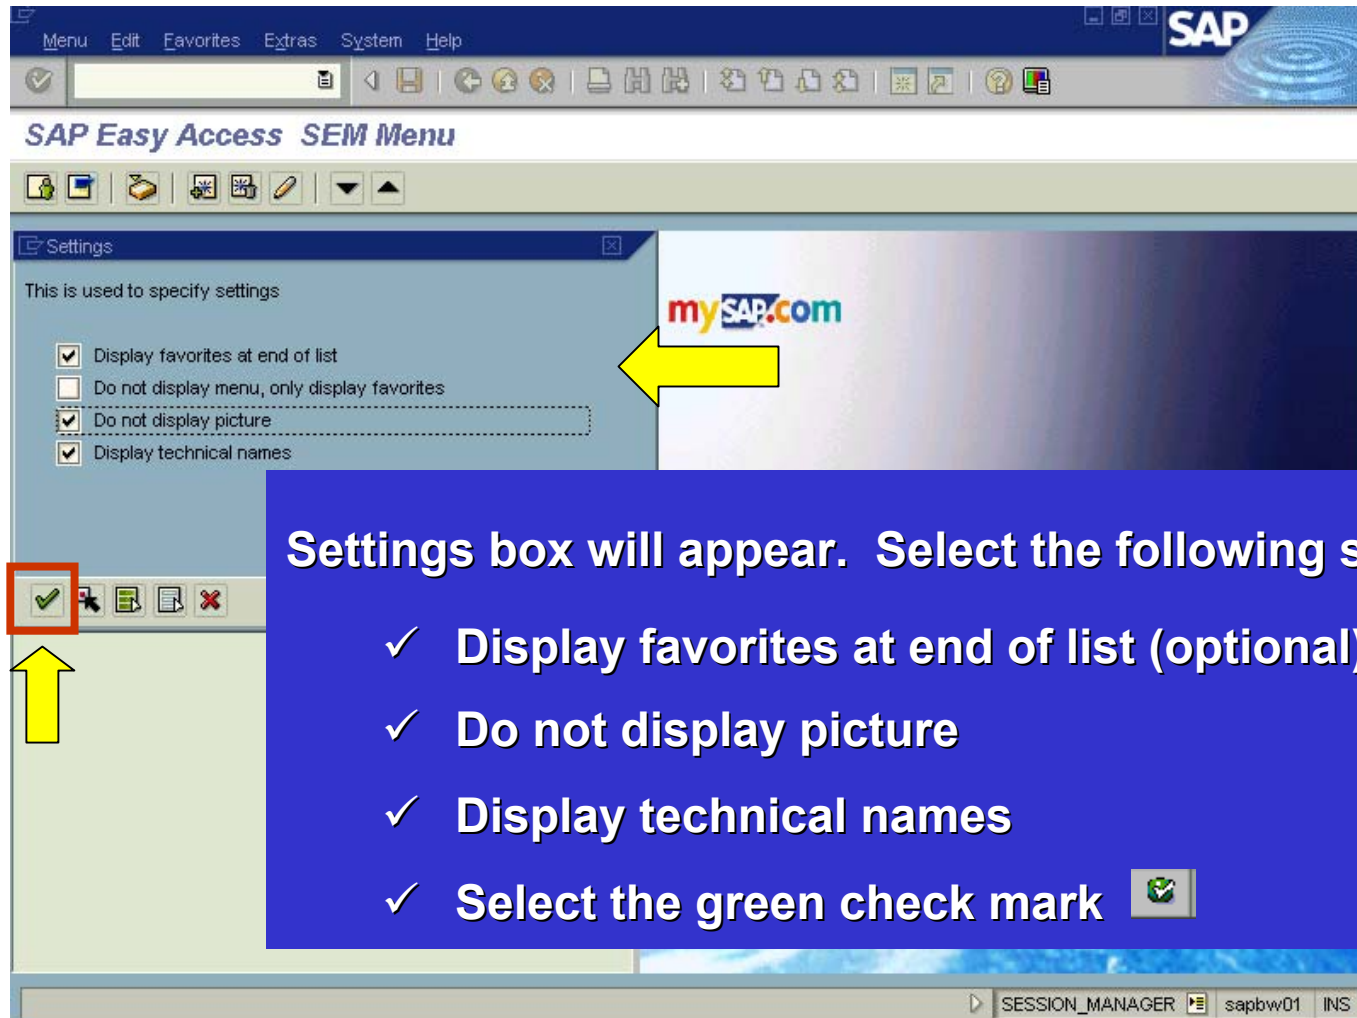 Menu Edit Favorites Extras System Help
SAP
SAP Easy Access SEM Menu
Settings
This is used to specify settings
mySAP.com
Display favorites at end of list
Do not display menu, only display favorites
Do not display picture
Display technical names
Settings box will appear. Select the following s
✓ Display favorites at end of list (optional)
✓ Do not display picture
✓ Display technical names
✓ Select the green check mark
SESSION_MANAGER sapbw01 INS